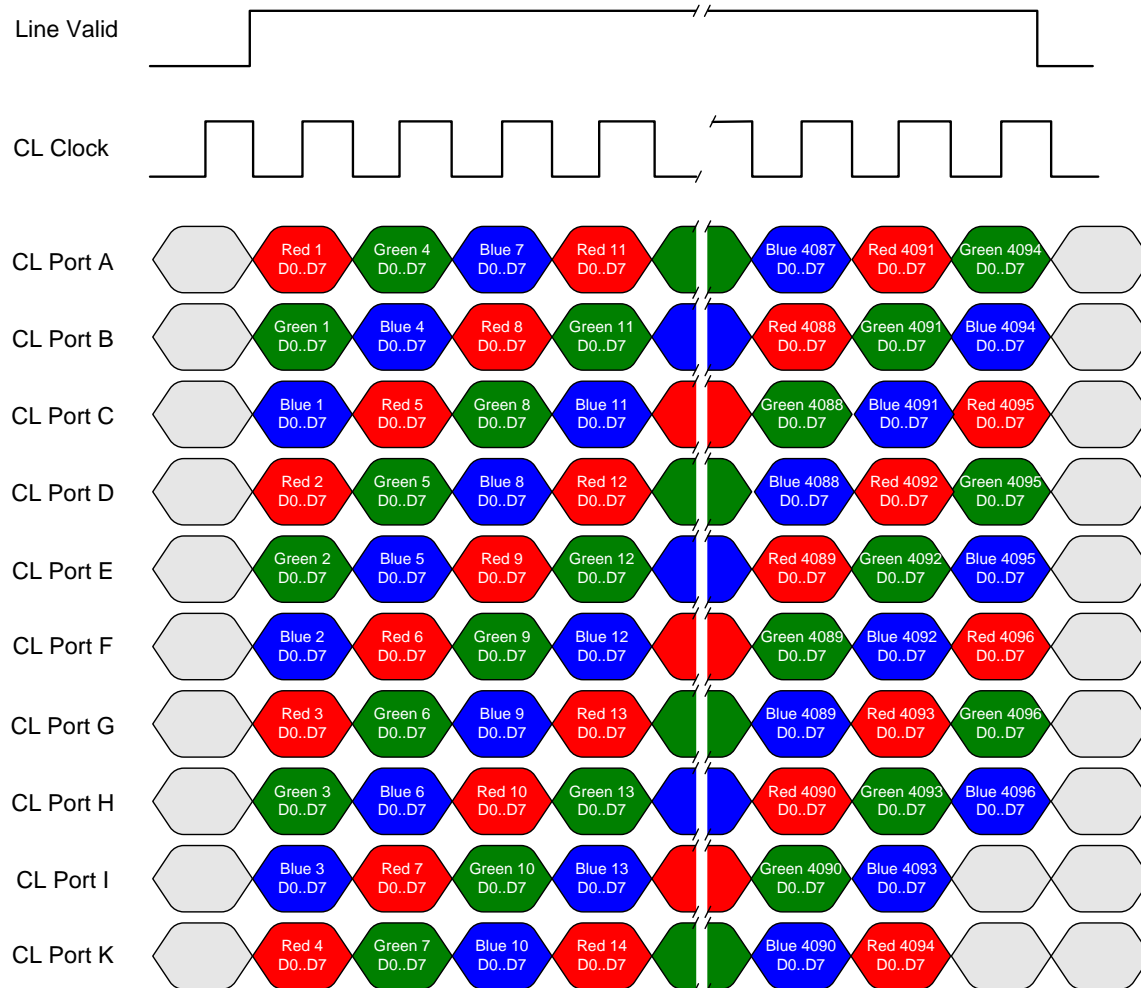 Line Valid
CL Clock
CL Port A
Red 1 Green 4 Blue 7 Red 11 Blue 4087 Red 4091 Green 4094
D0..D7 D0..D7 D0..D7 D0..D7 D0..D7 D0..D7 D0..D7
CL Port B
Green 1 Blue 4 Red 8 Green 11 Red 4088 Green 4091 Blue 4094
D0..D7 D0..D7 D0..D7 D0..D7 D0..D7 D0..D7 D0..D7
CL Port C
Blue 1 Red 5 Green 8 Blue 11 Green 4088 Blue 4091 Red 4095
D0..D7 D0..D7 D0..D7 D0..D7 D0..D7 D0..D7 D0..D7
CL Port D
Red 2 Green 5 Blue 8 Red 12 Blue 4088 Red 4092 Green 4095
D0..D7 D0..D7 D0..D7 D0..D7 D0..D7 D0..D7 D0..D7
CL Port E
Green 2 Blue 5 Red 9 Green 12 Red 4089 Green 4092 Blue 4095
D0..D7 D0..D7 D0..D7 D0..D7 D0..D7 D0..D7 D0..D7
CL Port F
Blue 2 Red 6 Green 9 Blue 12 Green 4089 Blue 4092 Red 4096
D0..D7 D0..D7 D0..D7 D0..D7 D0..D7 D0..D7 D0..D7
CL Port G
Red 3 Green 6 Blue 9 Red 13 Blue 4089 Red 4093 Green 4096
D0..D7 D0..D7 D0..D7 D0..D7 D0..D7 D0..D7 D0..D7
CL Port H
Green 3 Blue 6 Red 10 Green 13 Red 4090 Green 4093 Blue 4096
D0..D7 D0..D7 D0..D7 D0..D7 D0..D7 D0..D7 D0..D7
CL Port I
Blue 3 Red 7 Green 10 Blue 13 Green 4090 Blue 4093
D0..D7 D0..D7 D0..D7 D0..D7 D0..D7 D0..D7
CL Port K
Red 4 Green 7 Blue 10 Red 14 Blue 4090 Red 4094
D0..D7 D0..D7 D0..D7 D0..D7 D0..D7 D0..D7